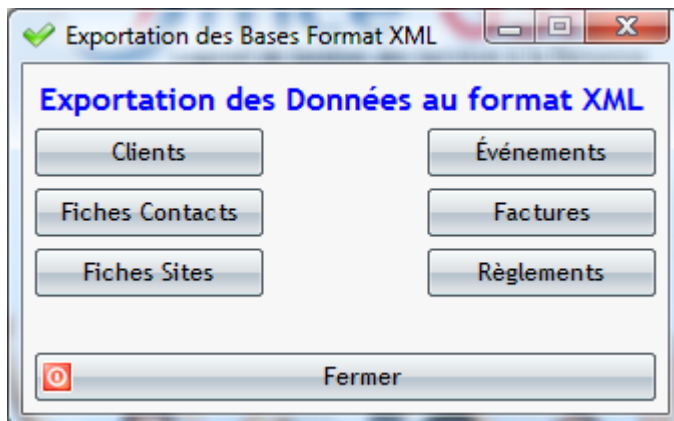 Exportation des Bases Format XML
Exportation des Données au format XML
Clients
Événements
Fiches Contacts
Factures
Fiches Sites
Règlements
Fermer